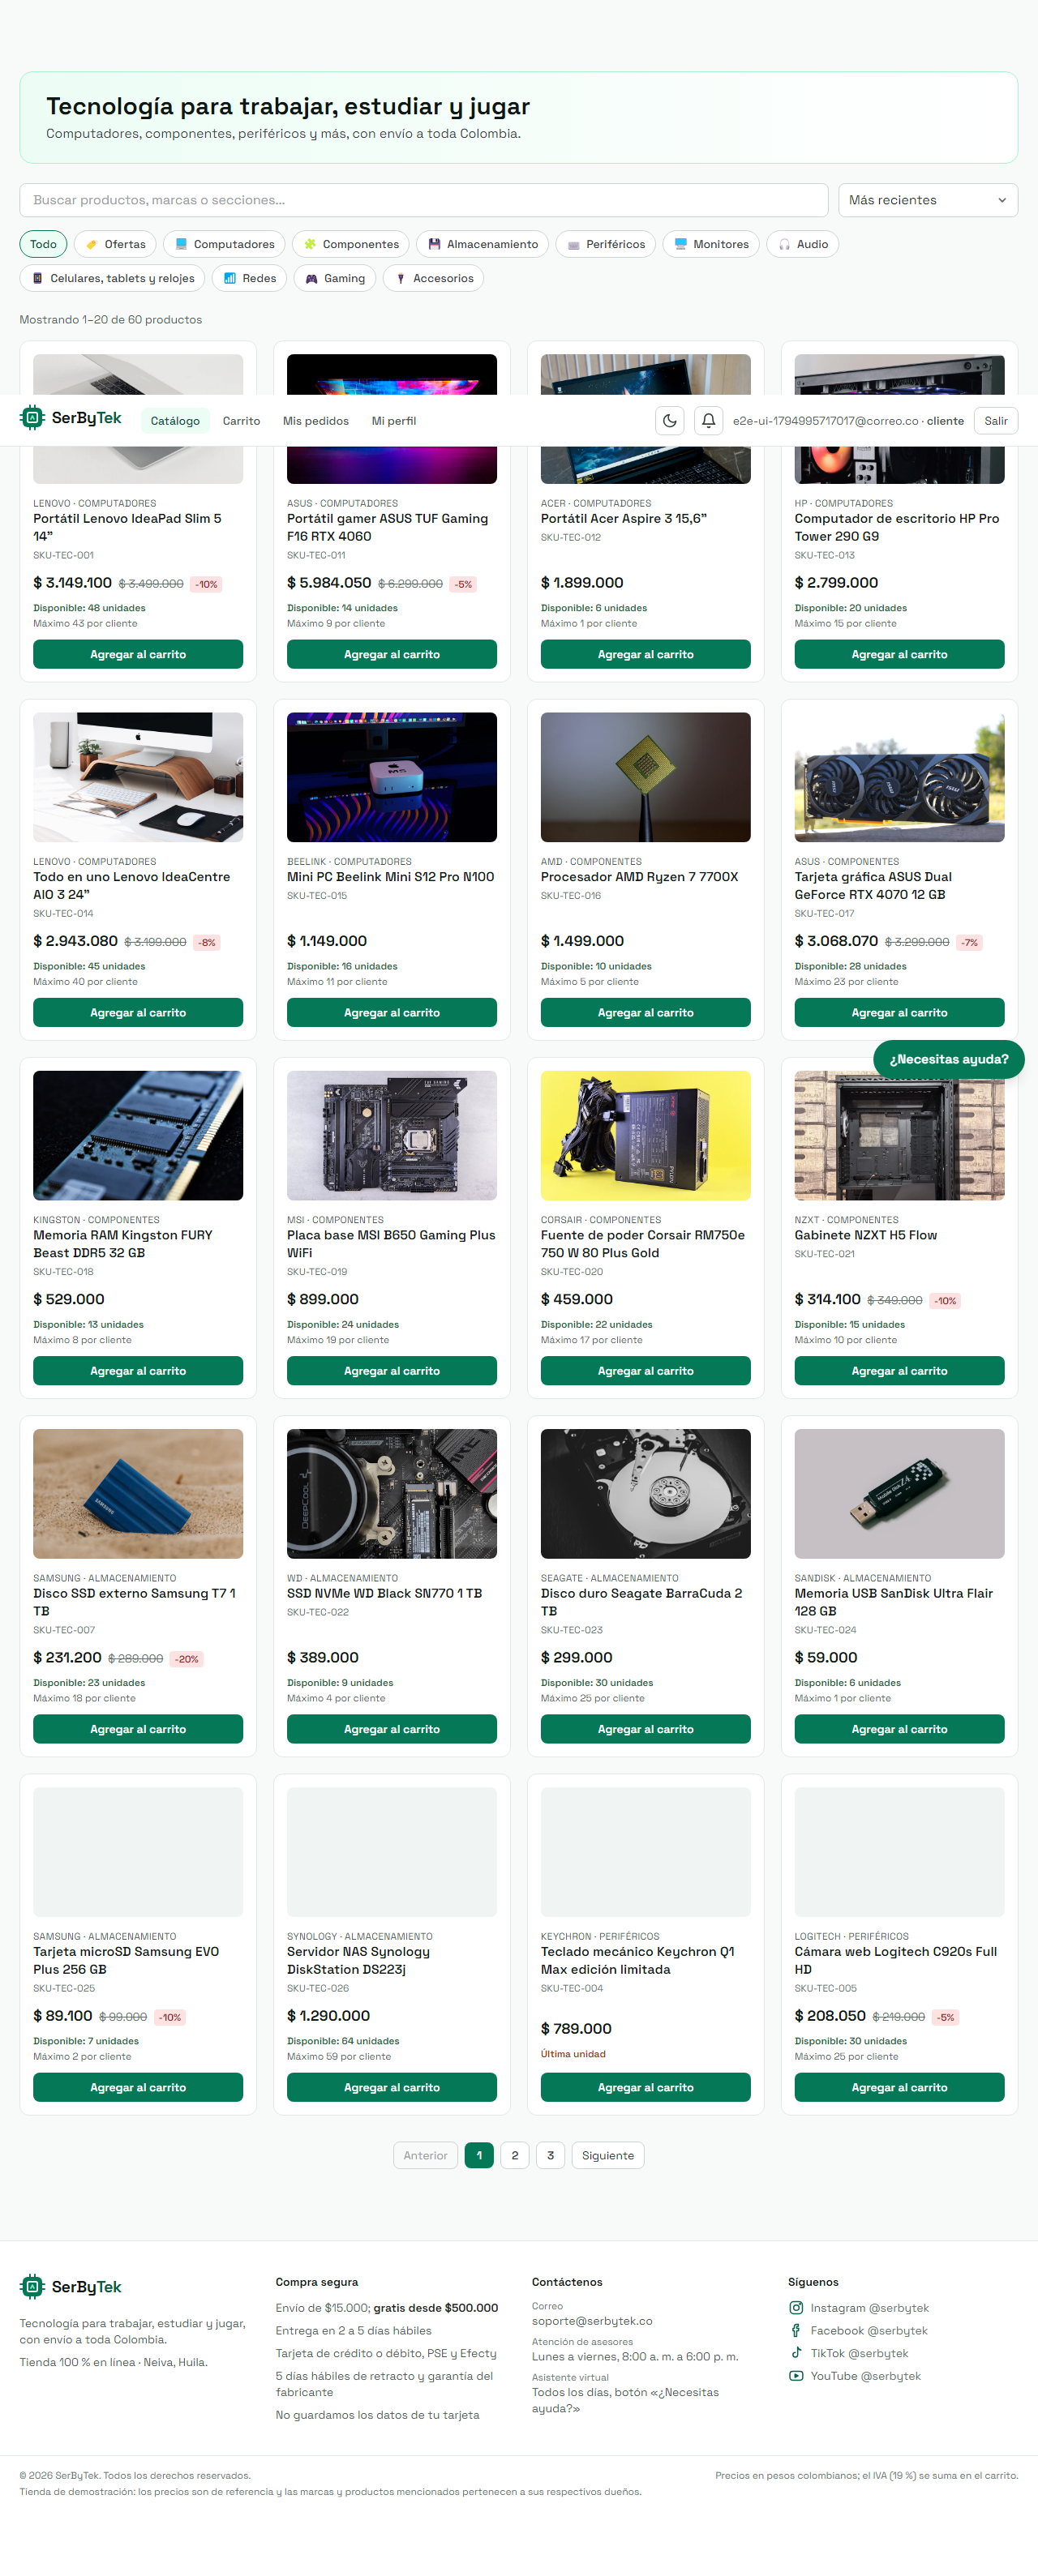 Tecnología para trabajar, estudiar y jugar
Computadores, componentes, periféricos y más, con envío a toda Colombia.
Buscar productos, marcas o secciones...
Más recientes
Todo
Ofertas
Computadores
Componentes
Almacenamiento
Periféricos
Monitores
Audio
Celulares, tablets y relojes
Redes
Gaming
Accesorios
Mostrando 1–20 de 60 productos
SerByTek
Catálogo
Carrito
Mis pedidos
Mi perfil
e2e-ui-1794995717017@correo.co · cliente
Salir
LENOVO · COMPUTADORES
Portátil Lenovo IdeaPad Slim 5
14”
SKU-TEC-001
$ 3.149.100 $ 3.499.000 -10%
Disponible: 48 unidades
Máximo 43 por cliente
Agregar al carrito
ASUS · COMPUTADORES
Portátil gamer ASUS TUF Gaming
F16 RTX 4060
SKU-TEC-011
$ 5.984.050 $ 6.299.000 -5%
Disponible: 14 unidades
Máximo 9 por cliente
Agregar al carrito
ACER · COMPUTADORES
Portátil Acer Aspire 3 15,6”
SKU-TEC-012
$ 1.899.000
Disponible: 6 unidades
Máximo 1 por cliente
Agregar al carrito
HP · COMPUTADORES
Computador de escritorio HP Pro
Tower 290 G9
SKU-TEC-013
$ 2.799.000
Disponible: 20 unidades
Máximo 15 por cliente
Agregar al carrito
LENOVO · COMPUTADORES
Todo en uno Lenovo IdeaCentre
AIO 3 24”
SKU-TEC-014
$ 2.943.080 $ 3.199.000 -8%
Disponible: 45 unidades
Máximo 40 por cliente
Agregar al carrito
BEELINK · COMPUTADORES
Mini PC Beelink Mini S12 Pro N100
SKU-TEC-015
$ 1.149.000
Disponible: 16 unidades
Máximo 11 por cliente
Agregar al carrito
AMD · COMPONENTES
Procesador AMD Ryzen 7 7700X
SKU-TEC-016
$ 1.499.000
Disponible: 10 unidades
Máximo 5 por cliente
Agregar al carrito
ASUS · COMPONENTES
Tarjeta gráfica ASUS Dual
GeForce RTX 4070 12 GB
SKU-TEC-017
$ 3.068.070 $ 3.299.000 -7%
Disponible: 28 unidades
Máximo 23 por cliente
Agregar al carrito
¿Necesitas ayuda?
KINGSTON · COMPONENTES
Memoria RAM Kingston FURY
Beast DDR5 32 GB
SKU-TEC-018
$ 529.000
Disponible: 13 unidades
Máximo 8 por cliente
Agregar al carrito
MSI · COMPONENTES
Placa base MSI B650 Gaming Plus
WiFi
SKU-TEC-019
$ 899.000
Disponible: 24 unidades
Máximo 19 por cliente
Agregar al carrito
CORSAIR · COMPONENTES
Fuente de poder Corsair RM750e
750 W 80 Plus Gold
SKU-TEC-020
$ 459.000
Disponible: 22 unidades
Máximo 17 por cliente
Agregar al carrito
NZXT · COMPONENTES
Gabinete NZXT H5 Flow
SKU-TEC-021
$ 314.100 $ 349.000 -10%
Disponible: 15 unidades
Máximo 10 por cliente
Agregar al carrito
SAMSUNG · ALMACENAMIENTO
Disco SSD externo Samsung T7 1
TB
SKU-TEC-007
$ 231.200 $ 289.000 -20%
Disponible: 23 unidades
Máximo 18 por cliente
Agregar al carrito
WD · ALMACENAMIENTO
SSD NVMe WD Black SN770 1 TB
SKU-TEC-022
$ 389.000
Disponible: 9 unidades
Máximo 4 por cliente
Agregar al carrito
SEAGATE · ALMACENAMIENTO
Disco duro Seagate BarraCuda 2
TB
SKU-TEC-023
$ 299.000
Disponible: 30 unidades
Máximo 25 por cliente
Agregar al carrito
SANDISK · ALMACENAMIENTO
Memoria USB SanDisk Ultra Flair
128 GB
SKU-TEC-024
$ 59.000
Disponible: 6 unidades
Máximo 1 por cliente
Agregar al carrito
SAMSUNG · ALMACENAMIENTO
Tarjeta microSD Samsung EVO
Plus 256 GB
SKU-TEC-025
$ 89.100 $ 99.000 -10%
Disponible: 7 unidades
Máximo 2 por cliente
Agregar al carrito
SYNOLOGY · ALMACENAMIENTO
Servidor NAS Synology
DiskStation DS223j
SKU-TEC-026
$ 1.290.000
Disponible: 64 unidades
Máximo 59 por cliente
Agregar al carrito
KEYCHRON · PERIFÉRICOS
Teclado mecánico Keychron Q1
Max edición limitada
SKU-TEC-004
$ 789.000
Última unidad
Agregar al carrito
LOGITECH · PERIFÉRICOS
Cámara web Logitech C920s Full
HD
SKU-TEC-005
$ 208.050 $ 219.000 -5%
Disponible: 30 unidades
Máximo 25 por cliente
Agregar al carrito
Anterior 1 2 3 Siguiente
SerByTek
Tecnología para trabajar, estudiar y jugar,
con envío a toda Colombia.
Tienda 100 % en línea · Neiva, Huila.
Compra segura
Envío de $15.000; gratis desde $500.000
Entrega en 2 a 5 días hábiles
Tarjeta de crédito o débito, PSE y Efecty
5 días hábiles de retracto y garantía del
fabricante
No guardamos los datos de tu tarjeta
Contáctenos
Correo
soporte@serbytek.co
Atención de asesores
Lunes a viernes, 8:00 a. m. a 6:00 p. m.
Asistente virtual
Todos los días, botón «¿Necesitas
ayuda?»
Síguenos
Instagram @serbytek
Facebook @serbytek
TikTok @serbytek
YouTube @serbytek
© 2026 SerByTek. Todos los derechos reservados.
Precios en pesos colombianos; el IVA (19 %) se suma en el carrito.
Tienda de demostración: los precios son de referencia y las marcas y productos mencionados pertenecen a sus respectivos dueños.